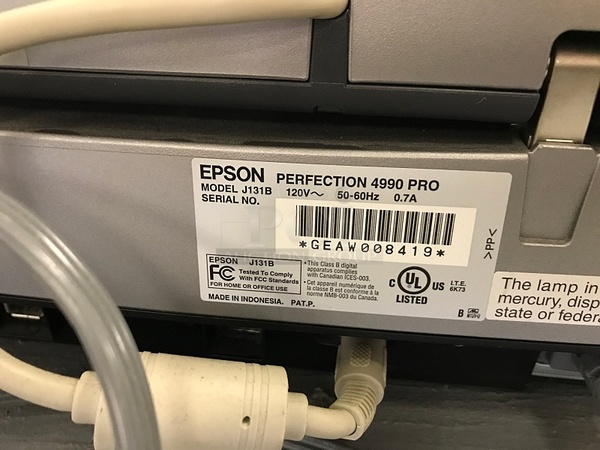 EPSON PERFECTION 4990 PRO
MODEL J131B 120V~ 50-60Hz 0.7A
SERIAL NO.
*GEAW008419*
EPSON J131B
FC Tested To Comply
With FCC Standards
FOR HOME OR OFFICE USE
• This Class B digital
apparatus complies
with Canadian ICES-003.
• Cet appareil numérique de
la classe B est conforme à la
norme NMB-003 du Canada.
C UL US I.T.E.
6K73
LISTED
MADE IN INDONESIA. PAT.P.
B
>PP<
The lamp in
mercury, disp
state or federa